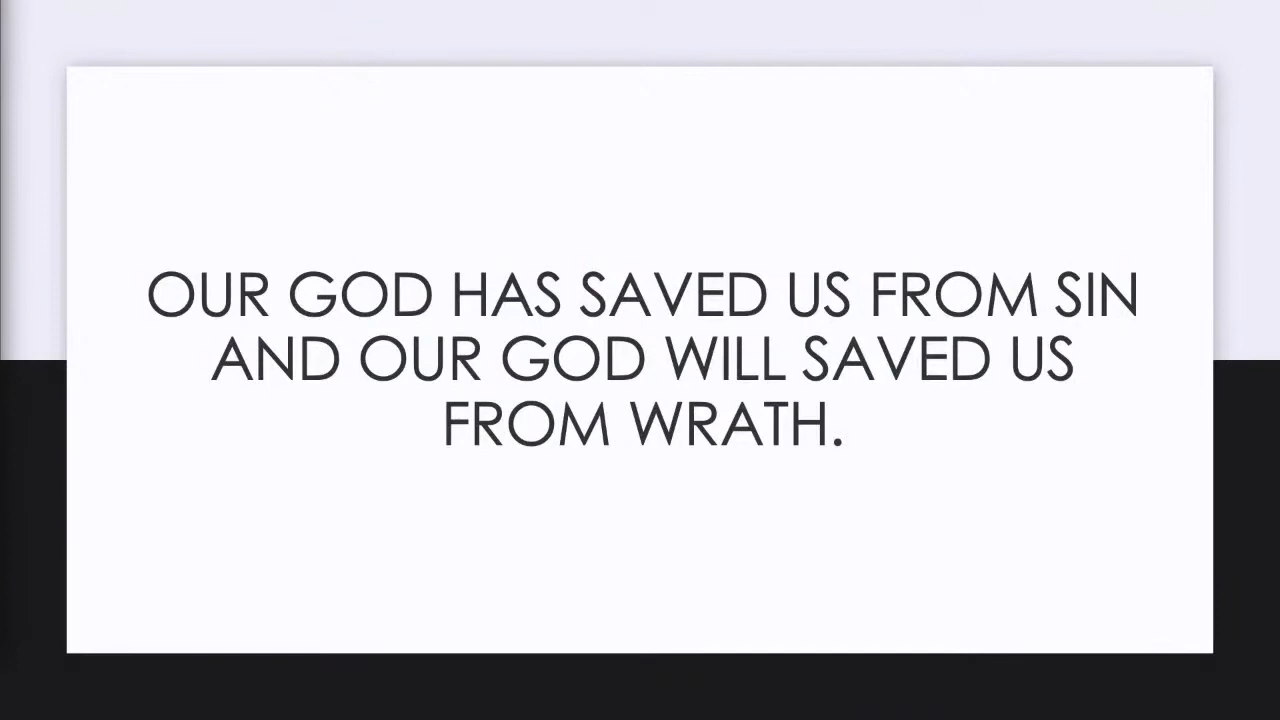 OUR GOD HAS SAVED US FROM SIN
AND OUR GOD WILL SAVED US
FROM WRATH.